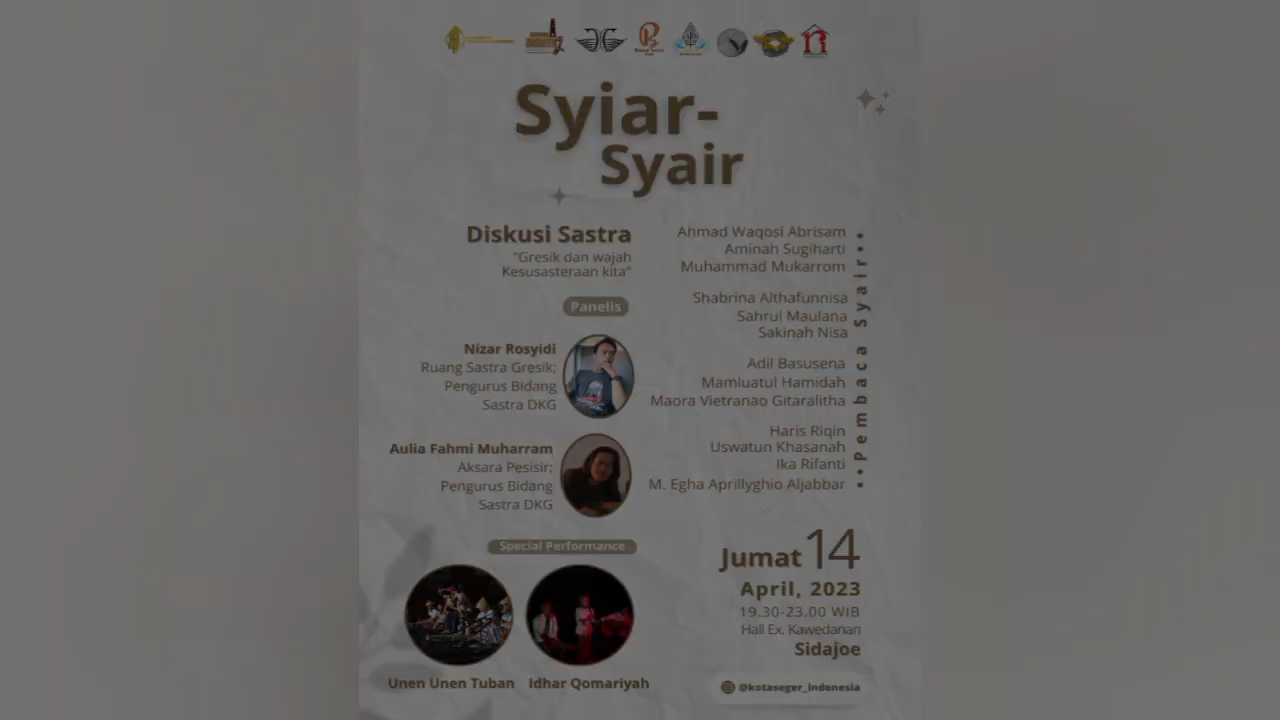 Syiar-
Syair
Diskusi Sastra
"Gresik dan wajah
Kesusasteraan kita"
Panelis
Nizar Rosyidi
Ruang Sastra Gresik;
Pengurus Bidang
Sastra DKG
Aulia Fahmi Muharram
Aksara Pesisir;
Pengurus Bidang
Sastra DKG
Special Performance
Unen Unen Tuban
Idhar Qomariyah
Ahmad Waqosi Abrisam
Aminah Sugiharti
Muhammad Mukarrom
Shabrina Althafunnisa
Sahrul Maulana
Sakinah Nisa
Adil Basusena
Mamluatul Hamidah
Maora Vietranao Gitaralitha
Haris Riqin
Uswatun Khasanah
Ika Rifanti
M. Egha Aprillyghio Aljabbar
Pembaca Syair
Jumat 14
April, 2023
19.30-23.00 WIB
Hall Ex. Kawedanan
Sidajoe
@kotaseger_indonesia